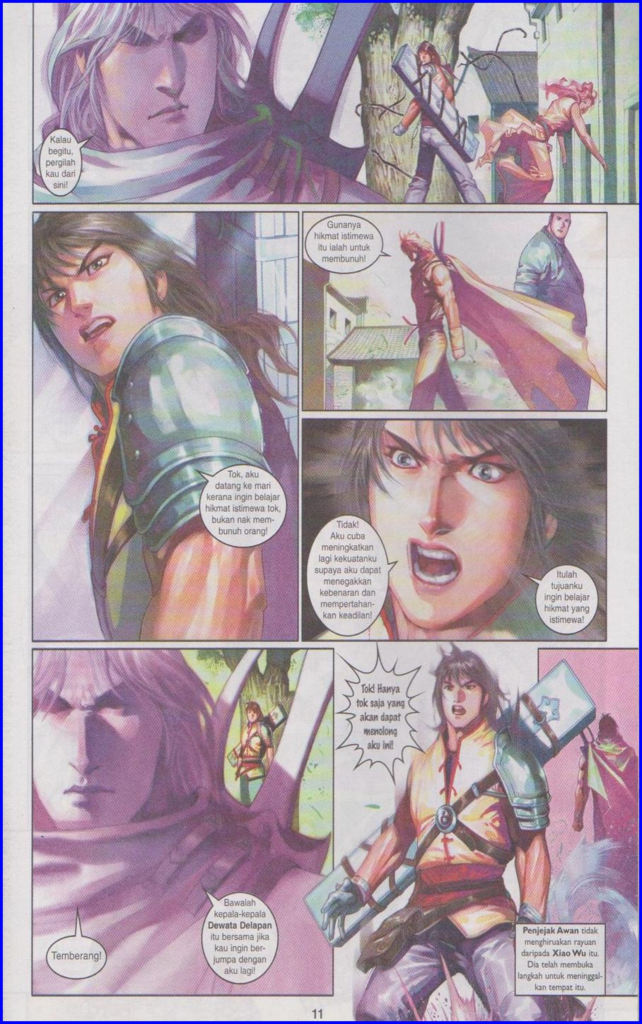 Kalau
begitu,
pergilah
kau dari
sini!
Gunanya
hikmat istimewa
itu ialah untuk
membunuh!
Tok, aku
datang ke mari
kerana ingin belajar
hikmat istimewa tok,
bukan nak mem-
bunuh orang!
Tidak!
Aku cuba
meningkatkan
lagi kekuatanku
supaya aku dapat
menegakkan
kebenaran dan
mempertahan-
kan keadilan!
Itulah
tujuanku
ingin belajar
hikmat yang
istimewa!
Temberang!
Bawalah
kepala-kepala
Dewata Delapan
itu bersama jika
kau ingin ber-
jumpa dengan
aku lagi!
Tok! Hanya
tok saja yang
akan dapat
menolong
aku ini!
Penjejak Awan tidak
menghiraukan rayuan
daripada Xiao Wu itu.
Dia telah membuka
langkah untuk meninggal-
kan tempat itu.
11